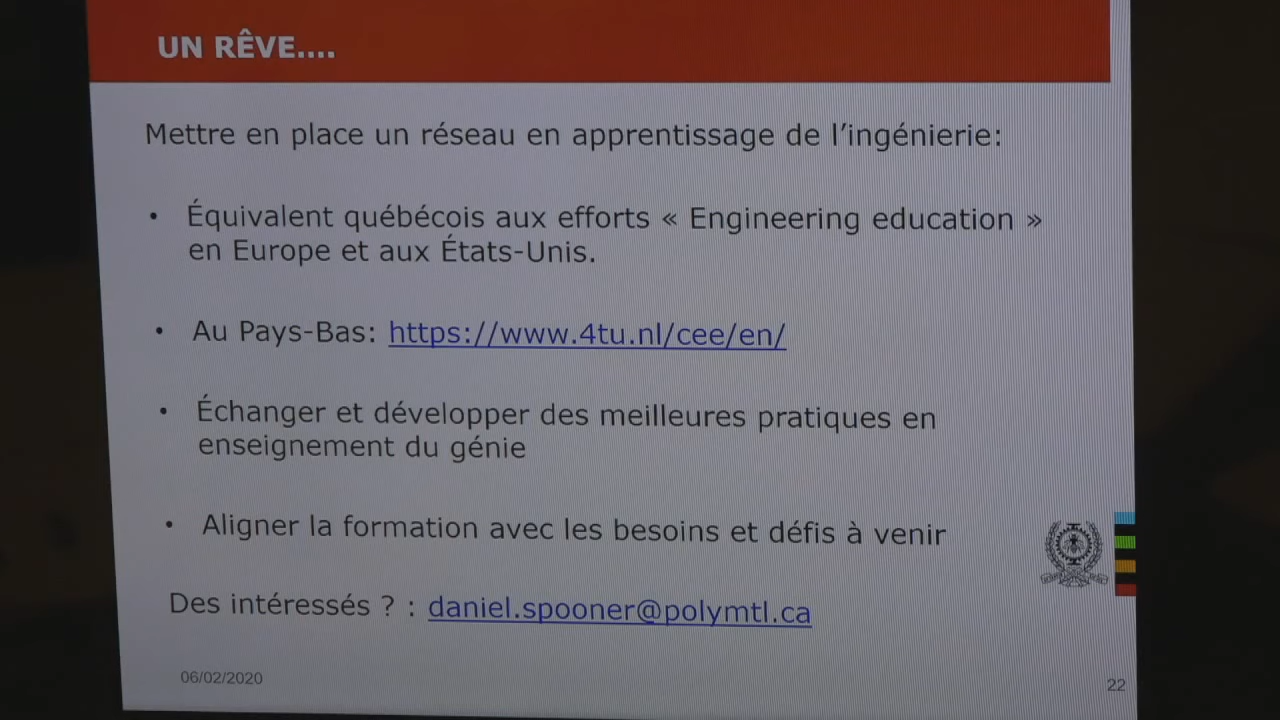 UN RÊVE....
Mettre en place un réseau en apprentissage de l'ingénierie:
• Équivalent québécois aux efforts « Engineering education »
en Europe et aux États-Unis.
• Au Pays-Bas: https://www.4tu.nl/cee/en/
• Échanger et développer des meilleures pratiques en
enseignement du génie
• Aligner la formation avec les besoins et défis à venir
Des intéressés ? : daniel.spooner@polymtl.ca
06/02/2020
22